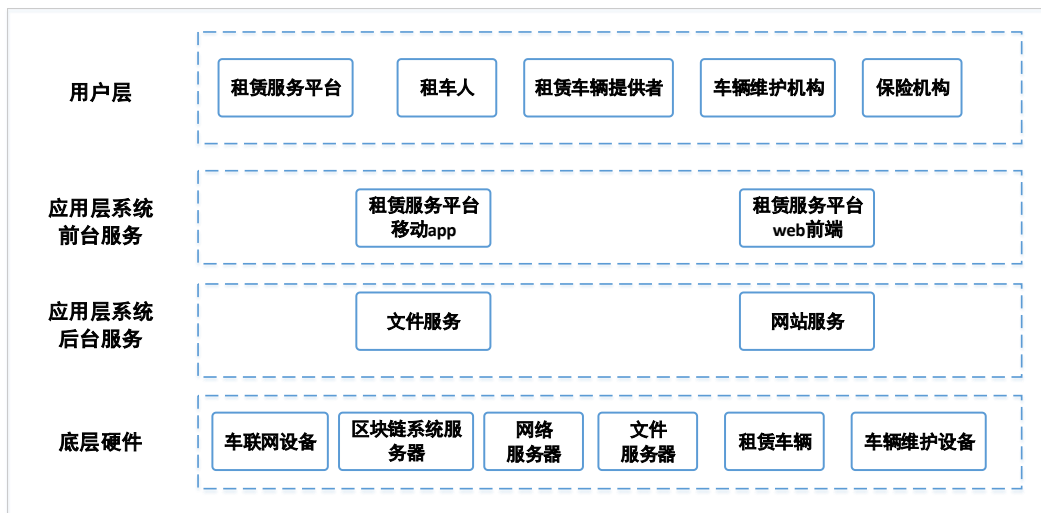 用户层
租赁服务平台
租车人
租赁车辆提供者
车辆维护机构
保险机构
应用层系统
前台服务
租赁服务平台
移动app
租赁服务平台
web前端
应用层系统
后台服务
文件服务
网站服务
底层硬件
车联网设备
区块链系统服
务器
网络
服务器
文件
服务器
租赁车辆
车辆维护设备